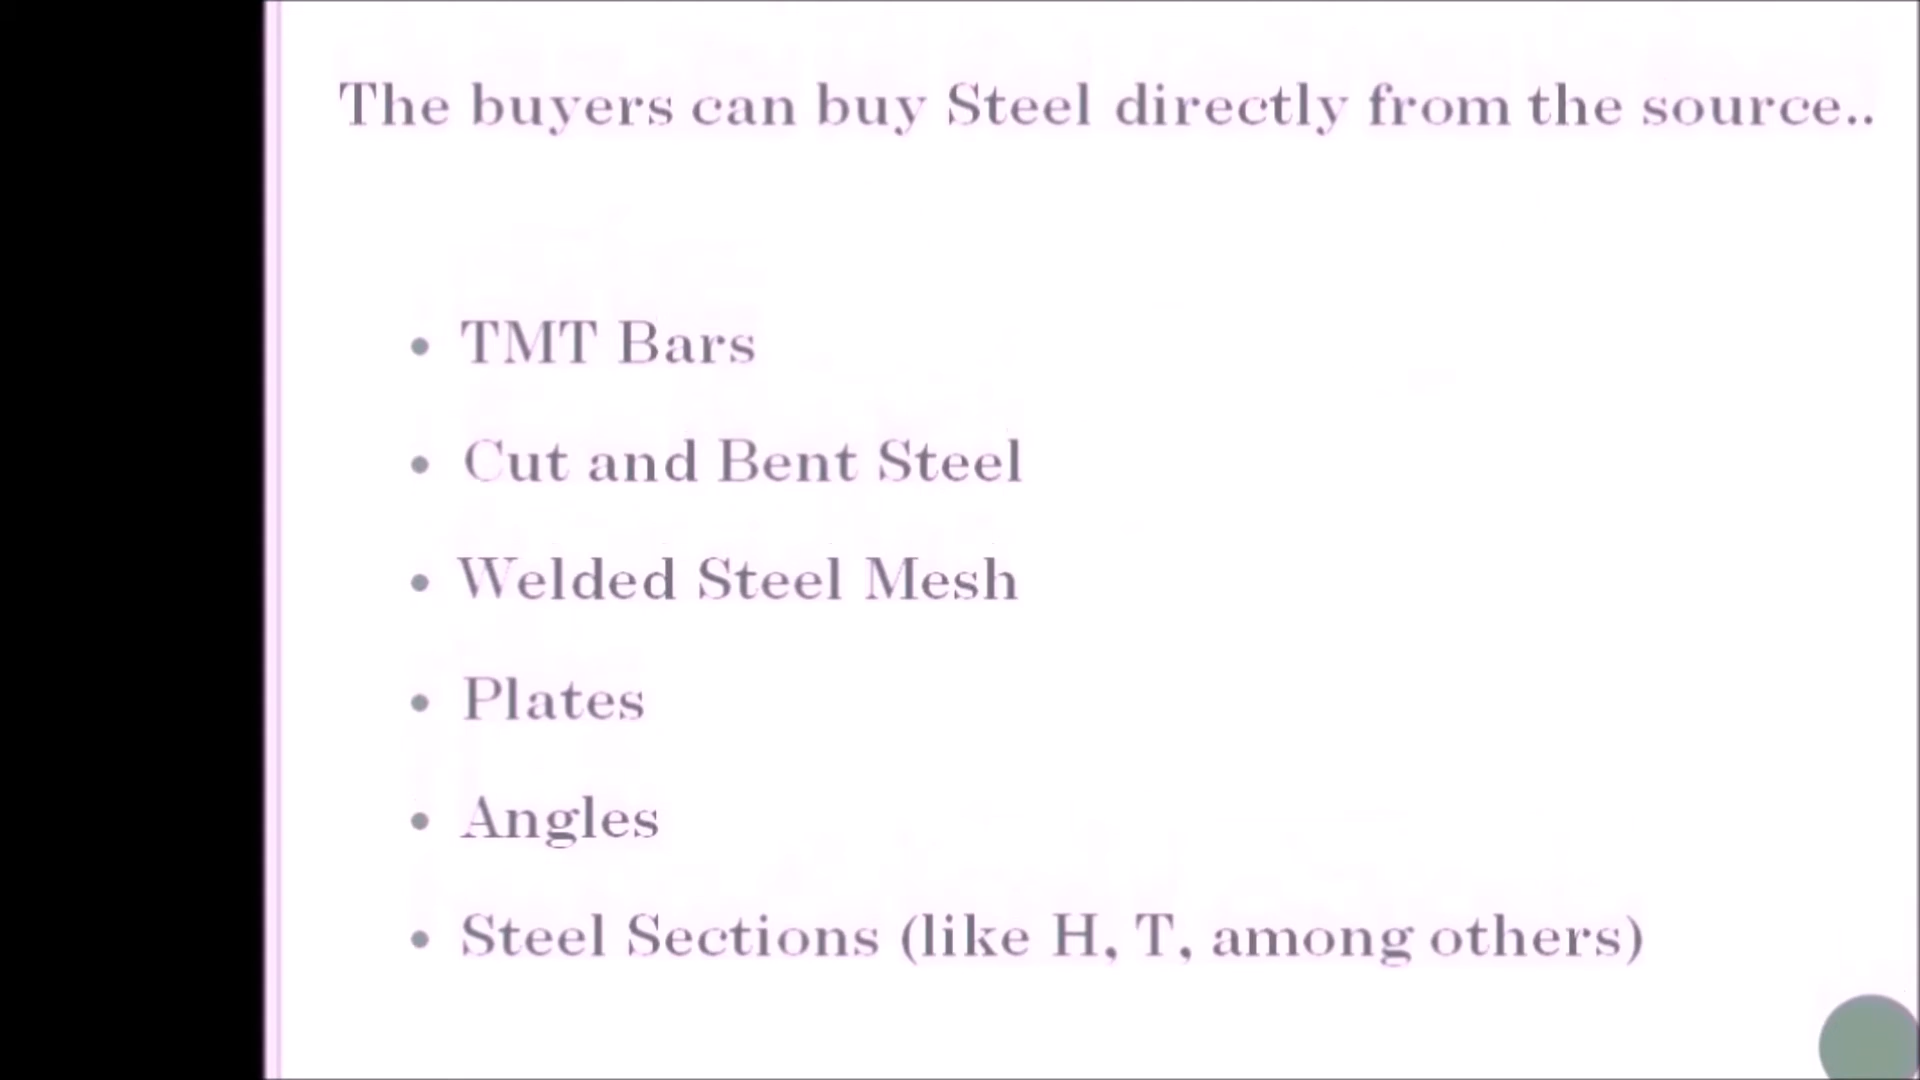 The buyers can buy Steel directly from the source..
• TMT Bars
• Cut and Bent Steel
• Welded Steel Mesh
• Plates
• Angles
• Steel Sections (like H, T, among others)